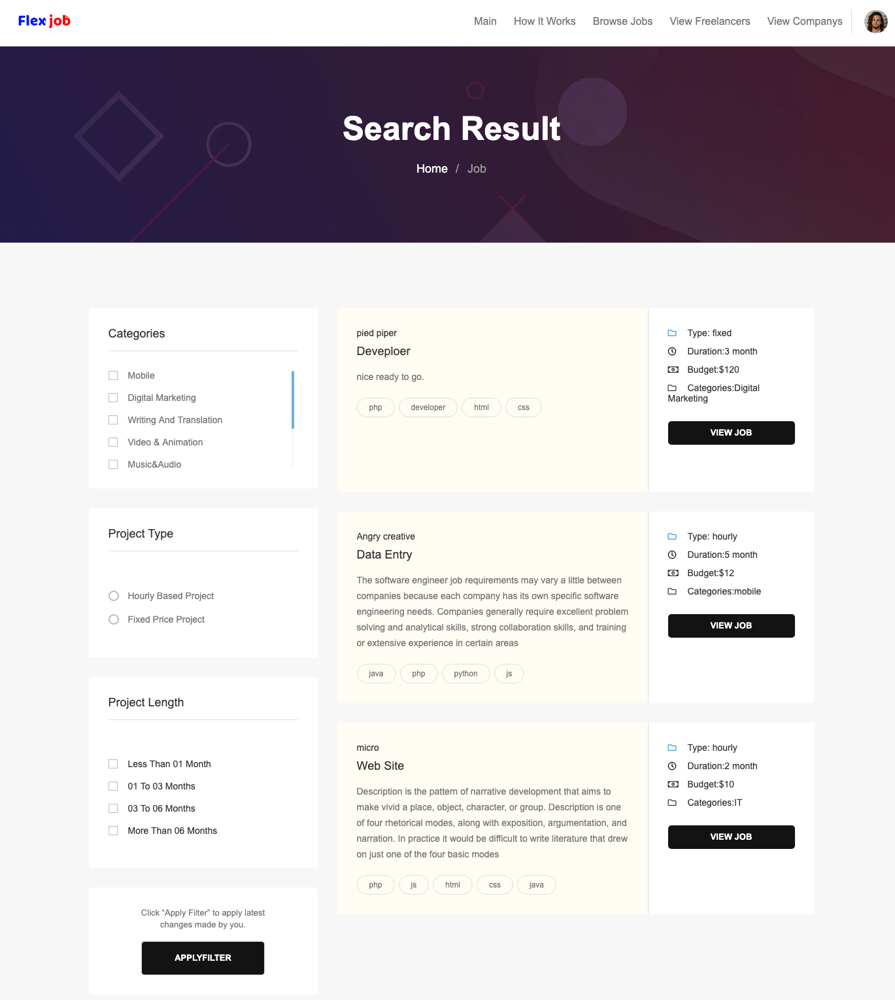 Flex job
Main
How It Works
Browse Jobs
View Freelancers
View Companys
Search Result
Home / Job
Categories
Mobile
Digital Marketing
Writing And Translation
Video & Animation
Music&Audio
Project Type
Hourly Based Project
Fixed Price Project
Project Length
Less Than 01 Month
01 To 03 Months
03 To 06 Months
More Than 06 Months
Click “Apply Filter” to apply latest
changes made by you.
APPLYFILTER
pied piper
Deveploer
nice ready to go.
php
developer
html
css
Type: fixed
Duration:3 month
Budget:$120
Categories:Digital
Marketing
VIEW JOB
Angry creative
Data Entry
The software engineer job requirements may vary a little between
companies because each company has its own specific software
engineering needs. Companies generally require excellent problem
solving and analytical skills, strong collaboration skills, and training
or extensive experience in certain areas
java
php
python
js
Type: hourly
Duration:5 month
Budget:$12
Categories:mobile
VIEW JOB
micro
Web Site
Description is the pattern of narrative development that aims to
make vivid a place, object, character, or group. Description is one
of four rhetorical modes, along with exposition, argumentation, and
narration. In practice it would be difficult to write literature that drew
on just one of the four basic modes
php
js
html
css
java
Type: hourly
Duration:2 month
Budget:$10
Categories:IT
VIEW JOB